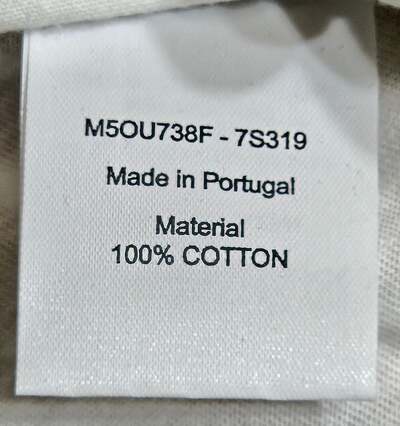 M5OU738F - 7S319
Made in Portugal
Material
100% COTTON